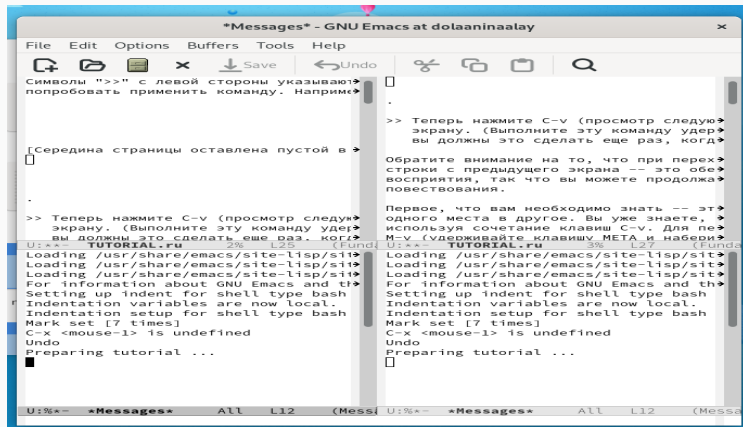 *Messages* - GNU Emacs at dolaaninaalay
File Edit Options Buffers Tools Help
Save Undo
Символы ">>" с левой стороны указывают
попробовать применить команду. Наприме
[Середина страницы оставлена пустой в
.
>> Теперь нажмите C-v (просмотр следую
экрану. (Выполните эту команду удер
вы должны это сделать еще раз, когд
U:**- TUTORIAL.ru 2% L25 (Funda
.
>> Теперь нажмите C-v (просмотр следую
экрану. (Выполните эту команду удер
вы должны это сделать еще раз, когд
Обратите внимание на то, что при перех
строки с предыдущего экрана -- это обе
восприятия, так что вы можете продолжа
повествования.
Первое, что вам необходимо знать -- эт
одного места в другое. Вы уже знаете,
используя сочетание клавиш C-v. Для пе
M-v (удерживайте клавишу META и набери
U:**- TUTORIAL.ru 3% L27 (Funda
Loading /usr/share/emacs/site-lisp/sit
Loading /usr/share/emacs/site-lisp/sit
Loading /usr/share/emacs/site-lisp/sit
For information about GNU Emacs and th
Setting up indent for shell type bash
Indentation variables are now local.
Indentation setup for shell type bash
Mark set [7 times]
C-x <mouse-1> is undefined
Undo
Preparing tutorial ...
U:%*- *Messages* All L12 (Messa
Loading /usr/share/emacs/site-lisp/sit
Loading /usr/share/emacs/site-lisp/sit
Loading /usr/share/emacs/site-lisp/sit
For information about GNU Emacs and th
Setting up indent for shell type bash
Indentation variables are now local.
Indentation setup for shell type bash
Mark set [7 times]
C-x <mouse-1> is undefined
Undo
Preparing tutorial ...
U:%*- *Messages* All L12 (Messa